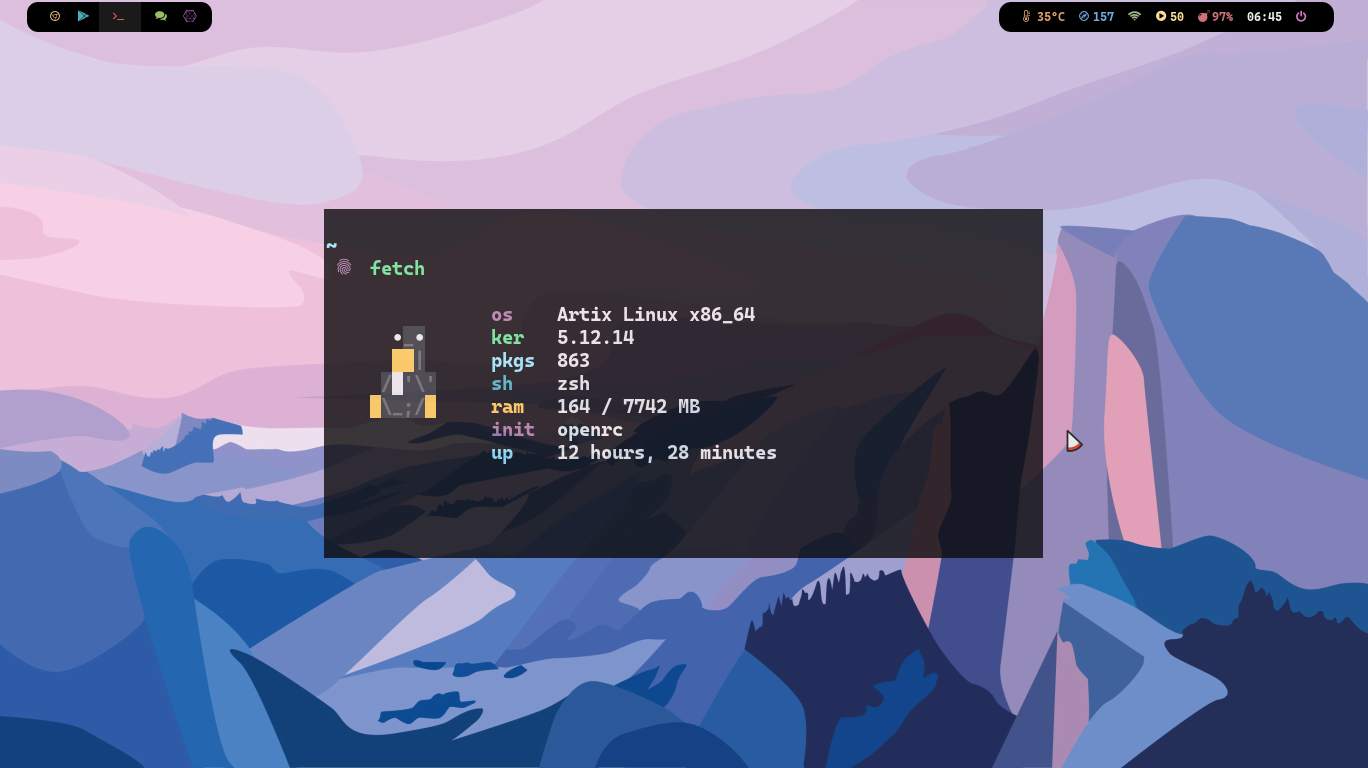 35°C 157 50 97% 06:45
~
fetch
os Artix Linux x86_64
ker 5.12.14
pkgs 863
sh zsh
ram 164 / 7742 MB
init openrc
up 12 hours, 28 minutes